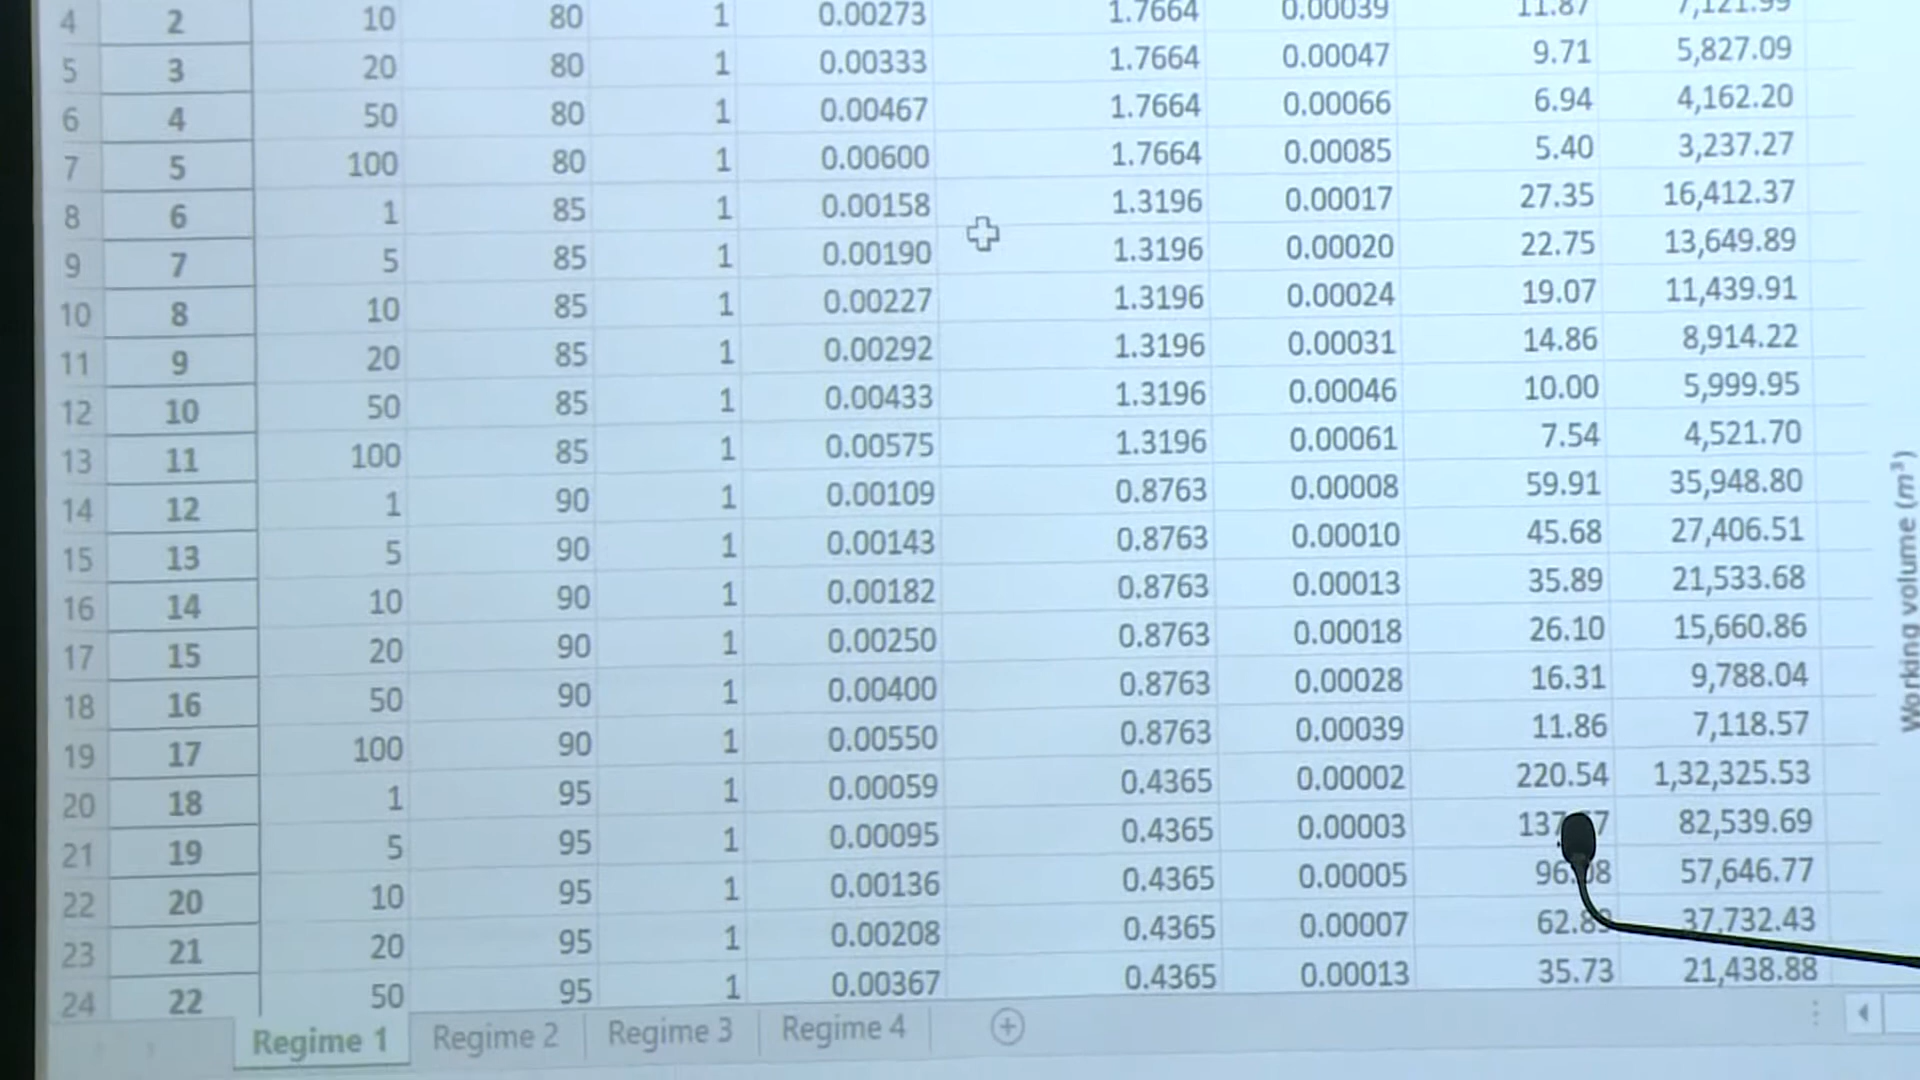 4 2 10 80 1 0.00273 1.7664 0.00039 11.87 7,121.99
5 3 20 80 1 0.00333 1.7664 0.00047 9.71 5,827.09
6 4 50 80 1 0.00467 1.7664 0.00066 6.94 4,162.20
7 5 100 80 1 0.00600 1.7664 0.00085 5.40 3,237.27
8 6 1 85 1 0.00158 1.3196 0.00017 27.35 16,412.37
9 7 5 85 1 0.00190 1.3196 0.00020 22.75 13,649.89
10 8 10 85 1 0.00227 1.3196 0.00024 19.07 11,439.91
11 9 20 85 1 0.00292 1.3196 0.00031 14.86 8,914.22
12 10 50 85 1 0.00433 1.3196 0.00046 10.00 5,999.95
13 11 100 85 1 0.00575 1.3196 0.00061 7.54 4,521.70
14 12 1 90 1 0.00109 0.8763 0.00008 59.91 35,948.80
15 13 5 90 1 0.00143 0.8763 0.00010 45.68 27,406.51
16 14 10 90 1 0.00182 0.8763 0.00013 35.89 21,533.68
17 15 20 90 1 0.00250 0.8763 0.00018 26.10 15,660.86
18 16 50 90 1 0.00400 0.8763 0.00028 16.31 9,788.04
19 17 100 90 1 0.00550 0.8763 0.00039 11.86 7,118.57
20 18 1 95 1 0.00059 0.4365 0.00002 220.54 1,32,325.53
21 19 5 95 1 0.00095 0.4365 0.00003 82,539.69
22 20 10 95 1 0.00136 0.4365 0.00005 57,646.77
23 21 20 95 1 0.00208 0.4365 0.00007 37,732.43
24 22 50 95 1 0.00367 0.4365 0.00013 35.73 21,438.88
Working volume (m³)
Regime 1 Regime 2 Regime 3 Regime 4